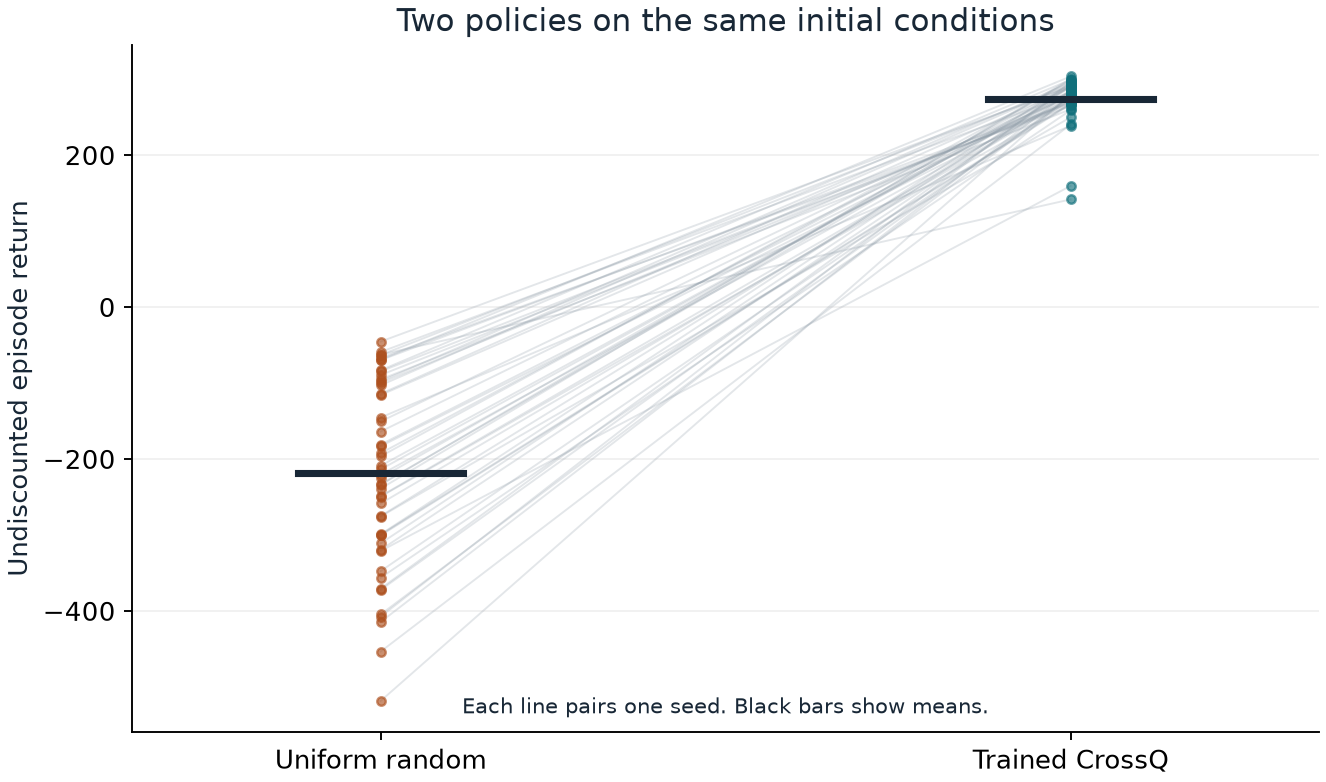 Two policies on the same initial conditions
Undiscounted episode return
200
0
−200
−400
Each line pairs one seed. Black bars show means.
Uniform random
Trained CrossQ